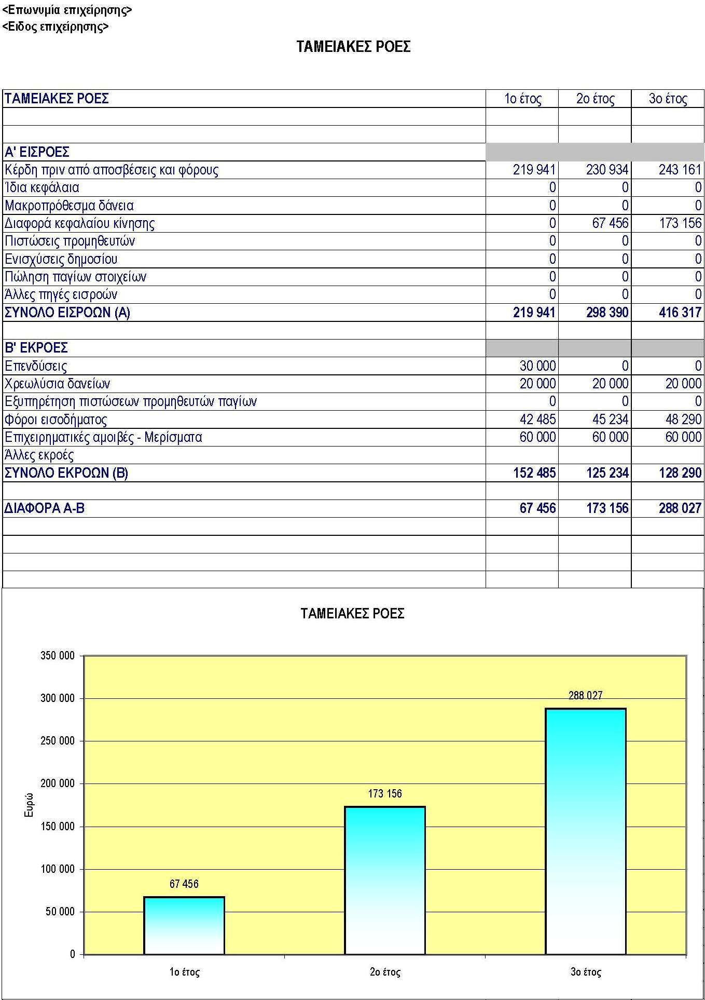 <Επωνυμία επιχείρησης>
<Ειδος επιχείρησης>
ΤΑΜΕΙΑΚΕΣ ΡΟΕΣ
ΤΑΜΕΙΑΚΕΣ ΡΟΕΣ 1ο έτος 2ο έτος 3ο έτος
Α' ΕΙΣΡΟΕΣ
Κέρδη πριν από αποσβέσεις και φόρους 219 941 230 934 243 161
Ίδια κεφάλαια 0 0 0
Μακροπρόθεσμα δάνεια 0 0 0
Διαφορά κεφαλαίου κίνησης 0 67 456 173 156
Πιστώσεις προμηθευτών 0 0 0
Ενισχύσεις δημοσίου 0 0 0
Πώληση παγίων στοιχείων 0 0 0
Άλλες πηγές εισροών 0 0 0
ΣΥΝΟΛΟ ΕΙΣΡΟΩΝ (Α) 219 941 298 390 416 317
Β' ΕΚΡΟΕΣ
Επενδύσεις 30 000 0 0
Χρεωλύσια δανείων 20 000 20 000 20 000
Εξυπηρέτηση πιστώσεων προμηθευτών παγίων 0 0 0
Φόροι εισοδήματος 42 485 45 234 48 290
Επιχειρηματικές αμοιβές - Μερίσματα 60 000 60 000 60 000
Άλλες εκροές
ΣΥΝΟΛΟ ΕΚΡΟΩΝ (Β) 152 485 125 234 128 290
ΔΙΑΦΟΡΑ Α-Β 67 456 173 156 288 027
ΤΑΜΕΙΑΚΕΣ ΡΟΕΣ
350 000
300 000
250 000
200 000
150 000
100 000
50 000
0
Ευρώ
67 456
173 156
288 027
1ο έτος 2ο έτος 3ο έτος